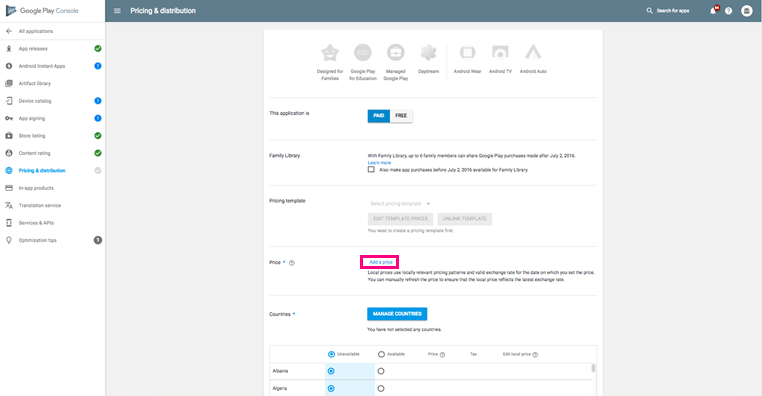 Google Play Console
Pricing & distribution
Search for apps
All applications
App releases
Android Instant Apps
Artifact library
Device catalog
App signing
Store listing
Content rating
Pricing & distribution
In-app products
Translation service
Services & APIs
Optimization tips
1
Designed for Families
Google Play for Education
Managed Google Play
Daydream
Android Wear
Android TV
Android Auto
This application is
PAID
FREE
Family Library
With Family Library, up to 6 family members can share Google Play purchases made after July 2, 2016.
Learn more
Also make app purchases before July 2, 2016 available for Family Library.
Pricing template
Select pricing template
EDIT TEMPLATE PRICES
UNLINK TEMPLATE
You need to create a pricing template first.
Price *
Add a price
Local prices use locally relevant pricing patterns and valid exchange rate for the date on which you set the price.
You can manually refresh the price to ensure that the local price reflects the latest exchange rate.
Countries *
MANAGE COUNTRIES
You have not selected any countries.
Unavailable
Available
Price
Tax
Edit local price
Albania
Algeria